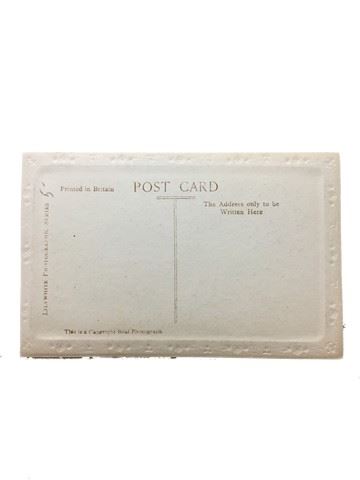 5-
Printed in Britain
POST CARD
The Address only to be
Written Here
LILYWHITE PHOTOGRAPHIC SERIES
This is a Copyright Real Photograph